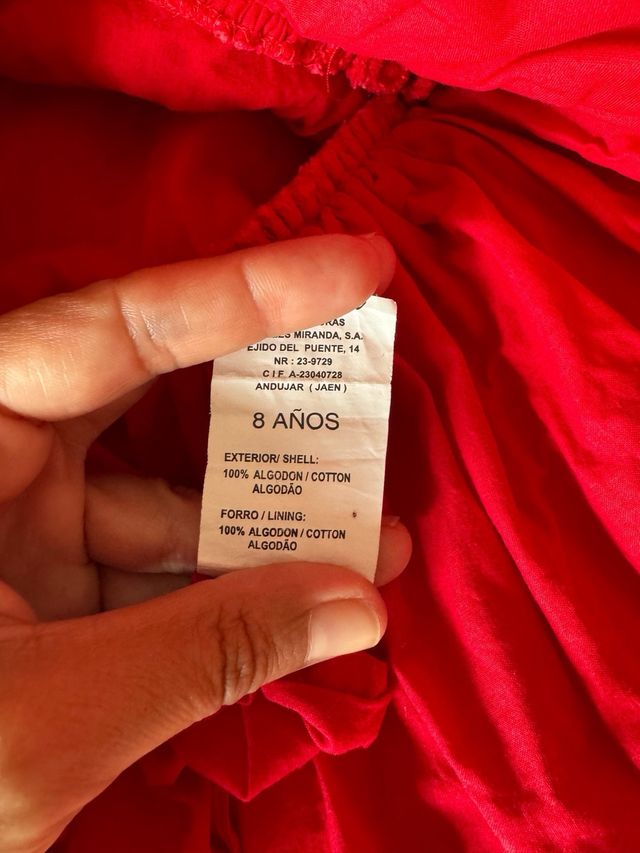 MIRANDA, S.A.
EJIDO DEL PUENTE, 14
NR : 23-9729
C I F. A-23040728
ANDUJAR ( JAEN )
8 AÑOS
EXTERIOR/ SHELL:
100% ALGODON / COTTON
ALGODÃO
FORRO / LINING:
100% ALGODON / COTTON
ALGODÃO